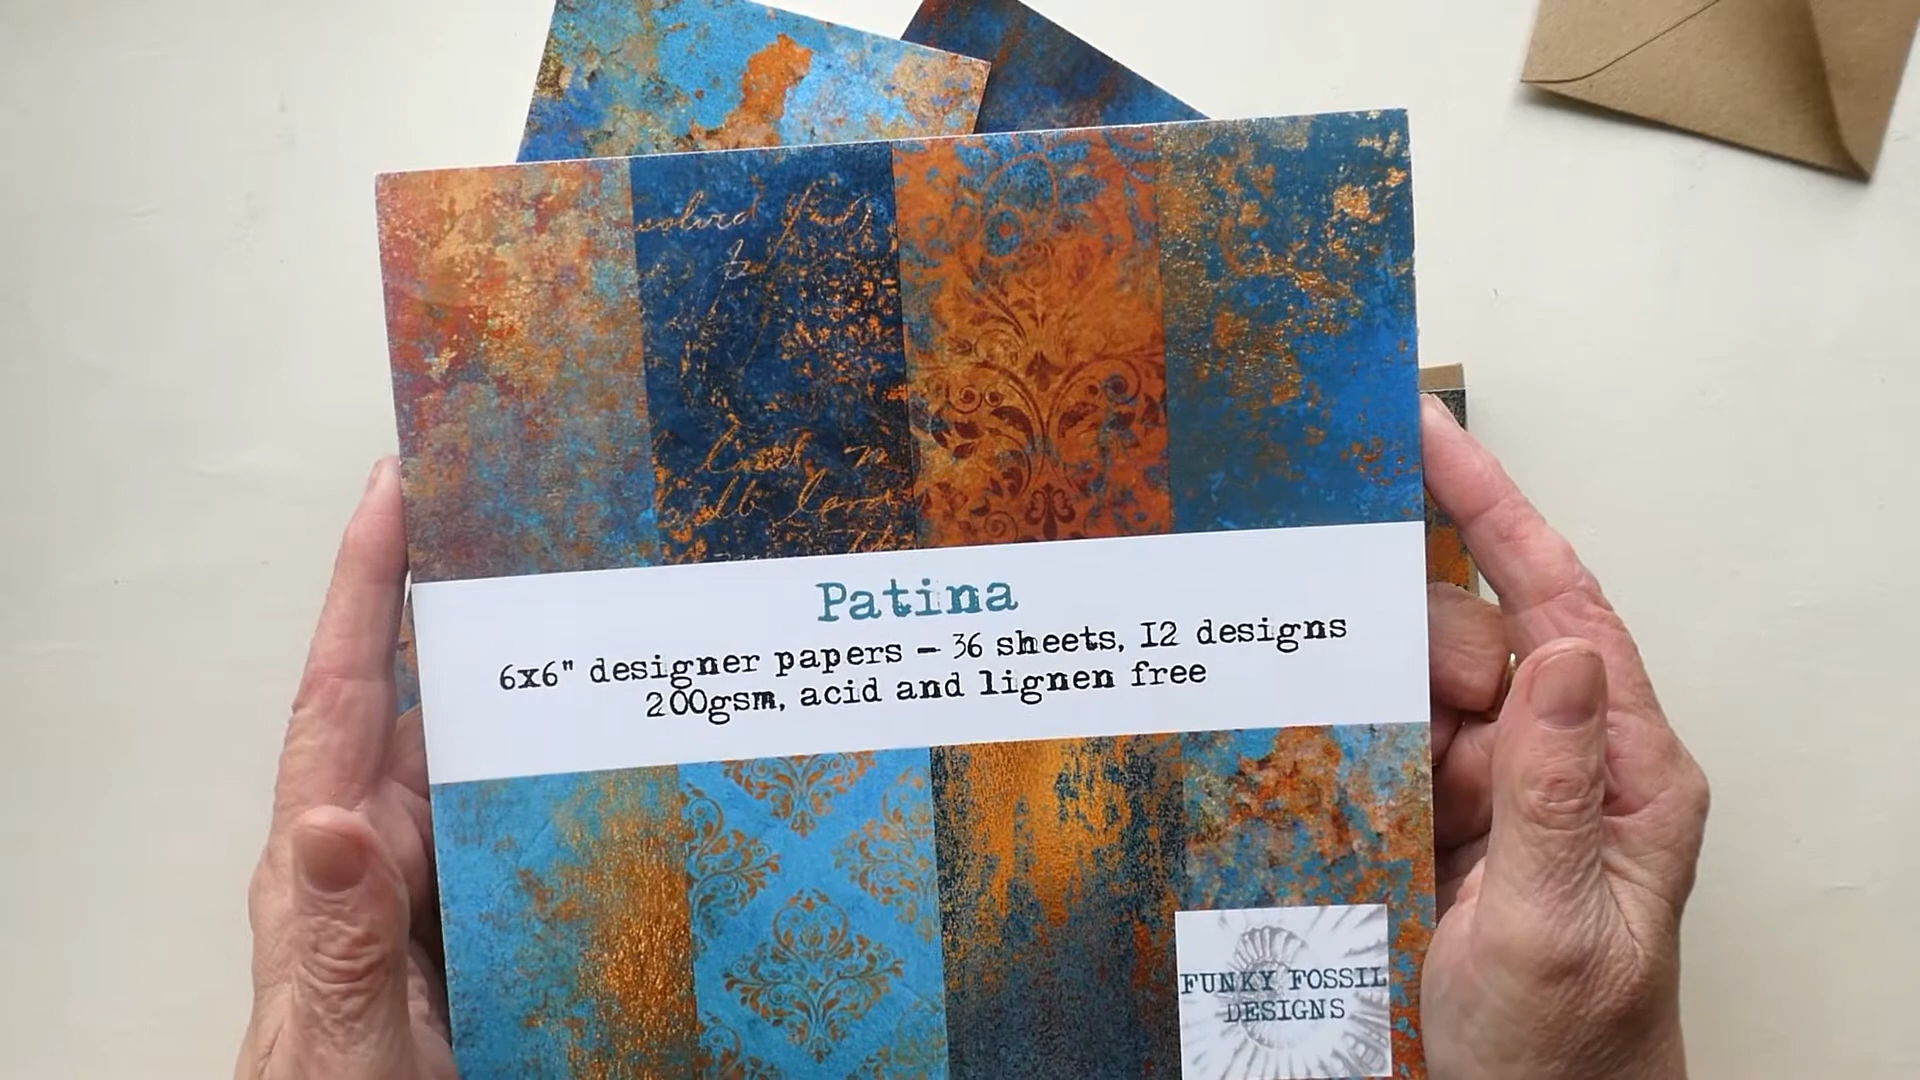 Patina
6x6" designer papers – 36 sheets, 12 designs
200gsm, acid and lignen free
FUNKY FOSSIL
DESIGNS